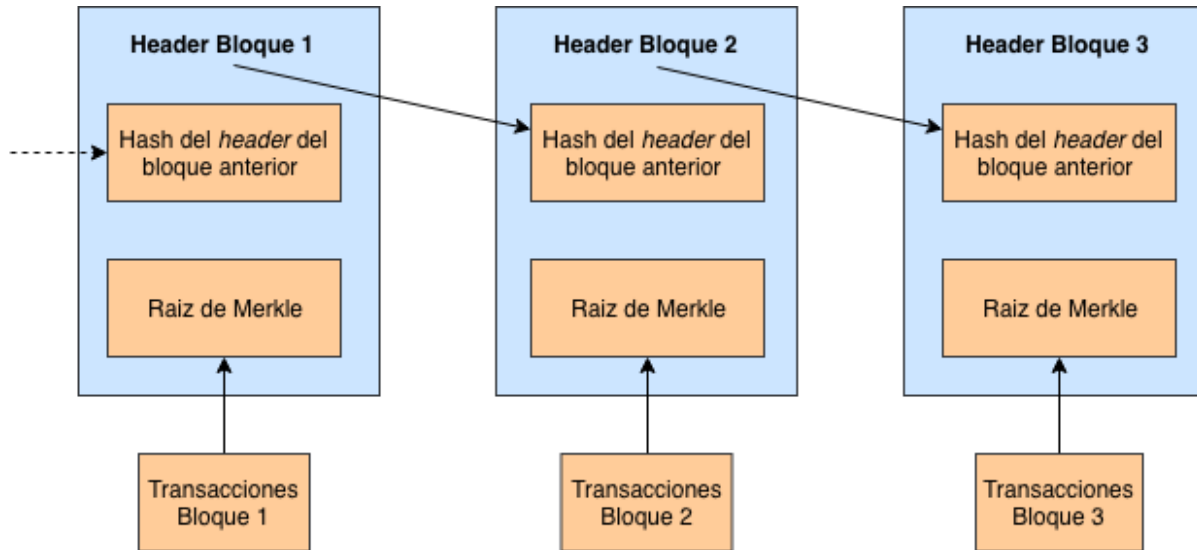 Header Bloque 1
Hash del header del
bloque anterior
Raiz de Merkle
Transacciones
Bloque 1
Header Bloque 2
Hash del header del
bloque anterior
Raiz de Merkle
Transacciones
Bloque 2
Header Bloque 3
Hash del header del
bloque anterior
Raiz de Merkle
Transacciones
Bloque 3